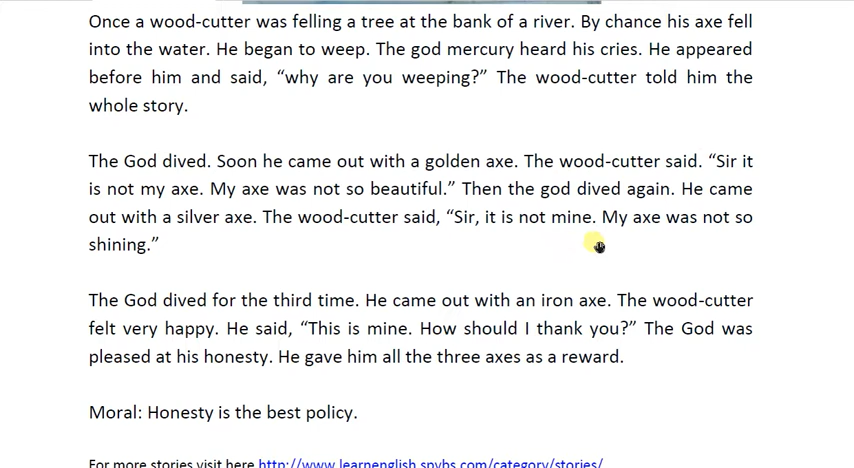 Once a wood-cutter was felling a tree at the bank of a river. By chance his axe fell
into the water. He began to weep. The god mercury heard his cries. He appeared
before him and said, “why are you weeping?” The wood-cutter told him the
whole story.
The God dived. Soon he came out with a golden axe. The wood-cutter said. “Sir it
is not my axe. My axe was not so beautiful.” Then the god dived again. He came
out with a silver axe. The wood-cutter said, “Sir, it is not mine. My axe was not so
shining.”
The God dived for the third time. He came out with an iron axe. The wood-cutter
felt very happy. He said, “This is mine. How should I thank you?” The God was
pleased at his honesty. He gave him all the three axes as a reward.
Moral: Honesty is the best policy.
For more stories visit here http://www.learnenglish.spybs.com/category/stories/